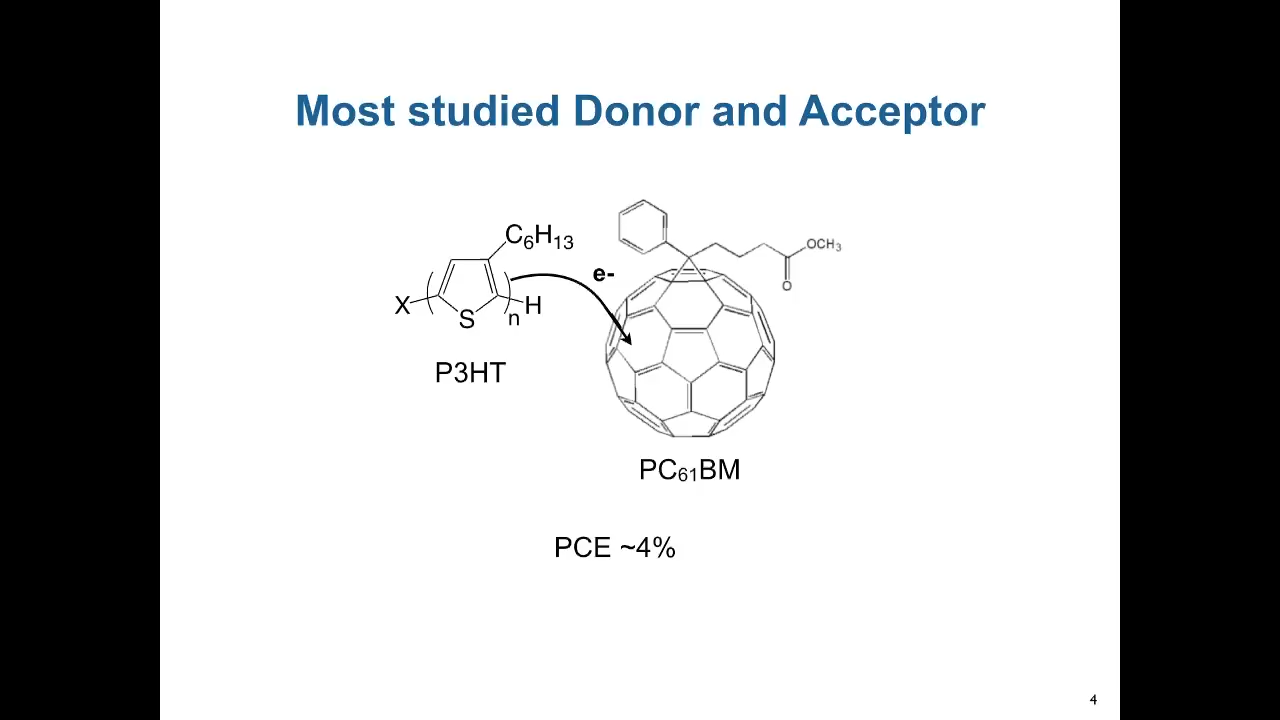 Most studied Donor and Acceptor
C₆H₁₃
OCH₃
O
e-
X
S
n
H
P3HT
PC₆₁BM
PCE ~4%
4